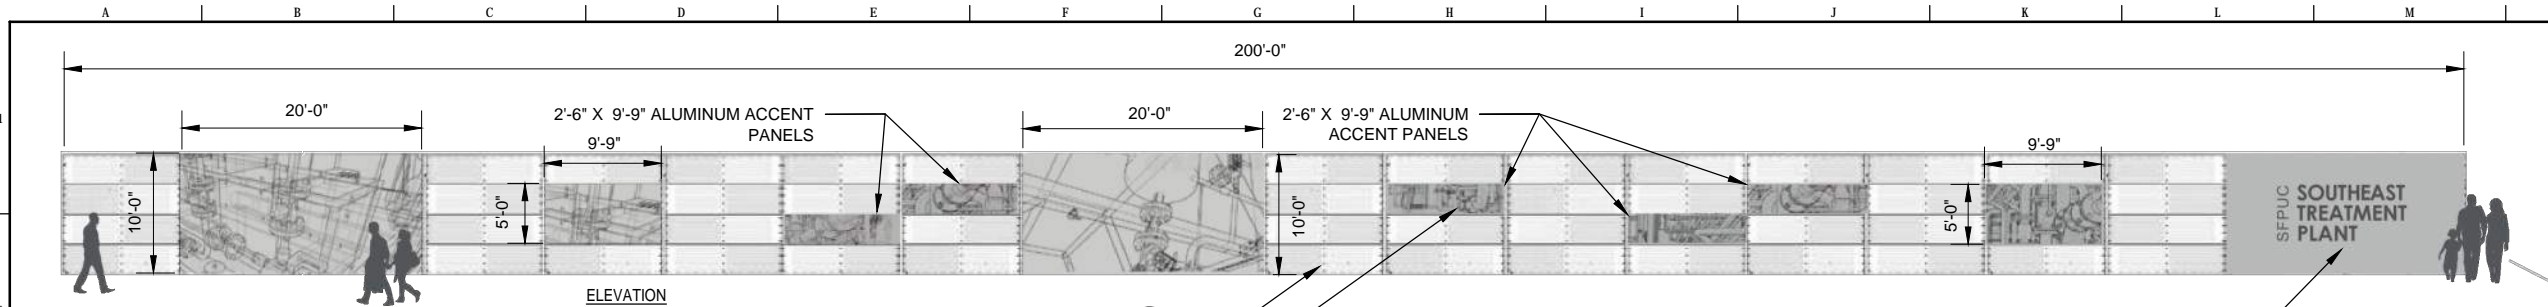 A B C D E F G H I J K L M
200'-0"
20'-0"
2'-6" X 9'-9" ALUMINUM ACCENT
PANELS
9'-9"
20'-0"
2'-6" X 9'-9" ALUMINUM
ACCENT PANELS
9'-9"
10'-0"
5'-0"
10'-0"
5'-0"
SFPUC
SOUTHEAST
TREATMENT
PLANT
ELEVATION